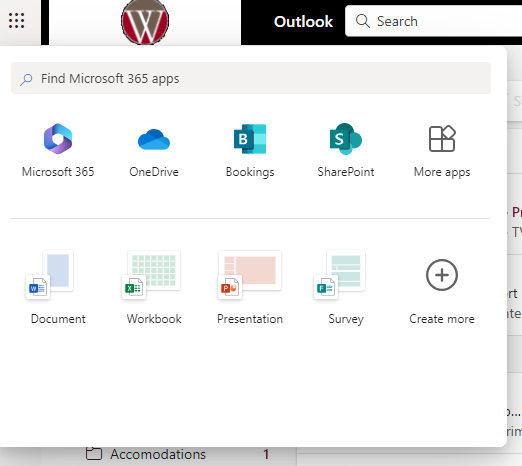 W
Outlook
Search
Find Microsoft 365 apps
Microsoft 365
OneDrive
B
Bookings
S
SharePoint
More apps
W
Document
X
Workbook
P
Presentation
F
Survey
Create more
Accomodations 1